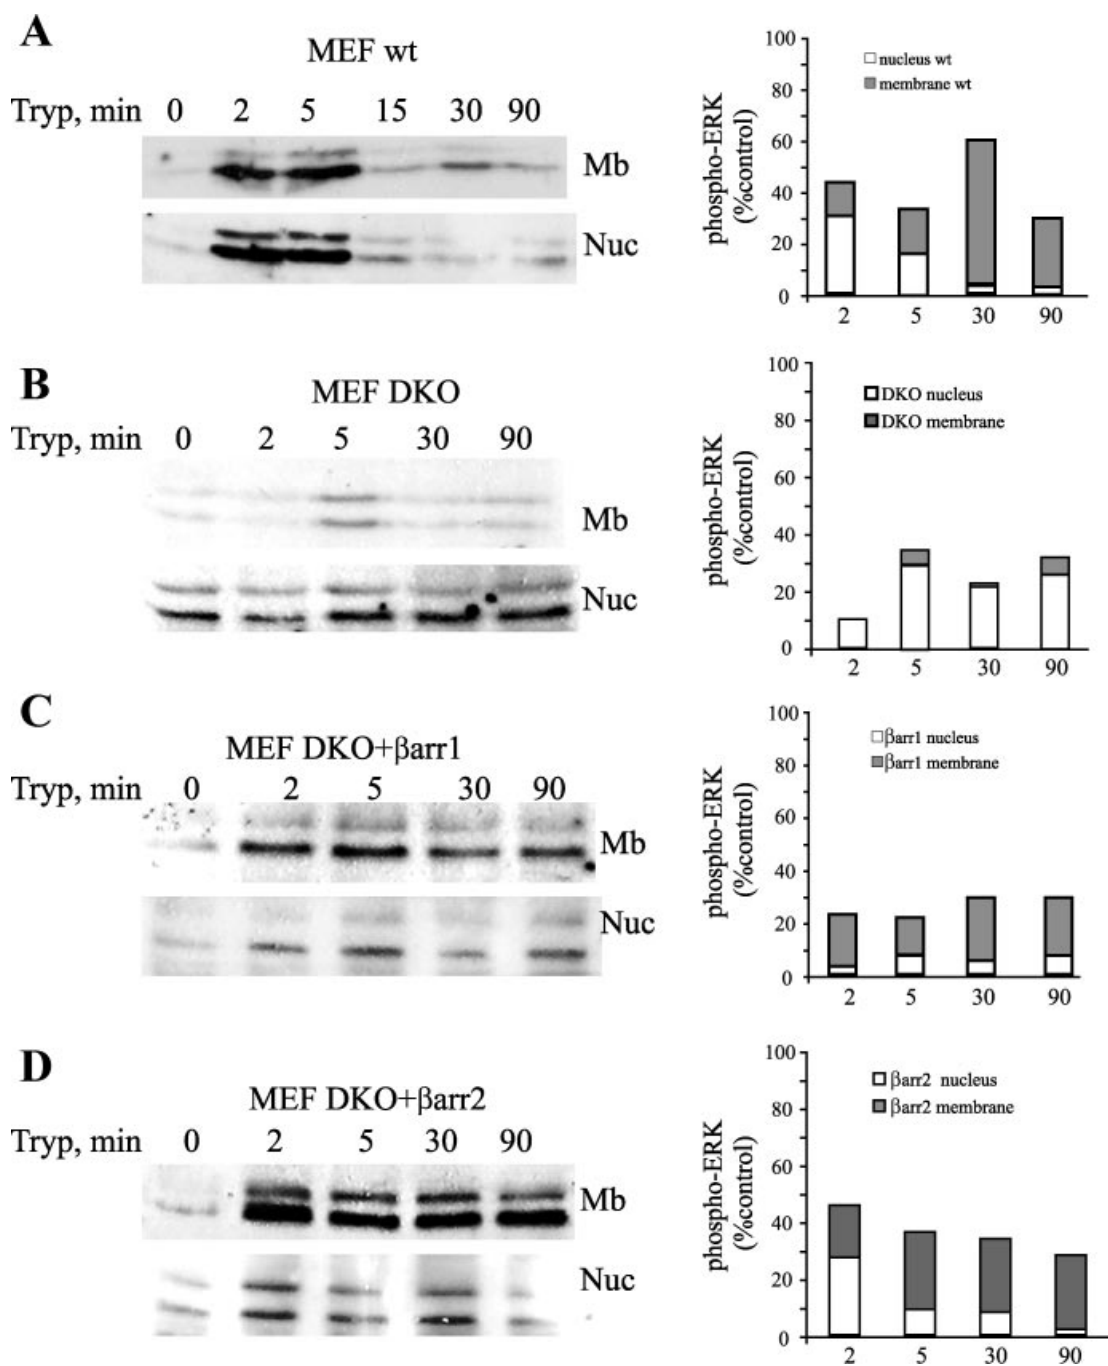 A
MEF wt
Tryp, min 0 2 5 15 30 90
Mb
Nuc
phospho-ERK
(%control)
100
80
60
40
20
0
nucleus wt
membrane wt
2 5 30 90
B
MEF DKO
Tryp, min 0 2 5 30 90
Mb
Nuc
phospho-ERK
(%control)
100
80
60
40
20
0
DKO nucleus
DKO membrane
2 5 30 90
C
MEF DKO+βarr1
Tryp, min 0 2 5 30 90
Mb
Nuc
phospho-ERK
(%control)
100
80
60
40
20
0
βarr1 nucleus
βarr1 membrane
2 5 30 90
D
MEF DKO+βarr2
Tryp, min 0 2 5 30 90
Mb
Nuc
phospho-ERK
(%control)
100
80
60
40
20
0
βarr2 nucleus
βarr2 membrane
2 5 30 90